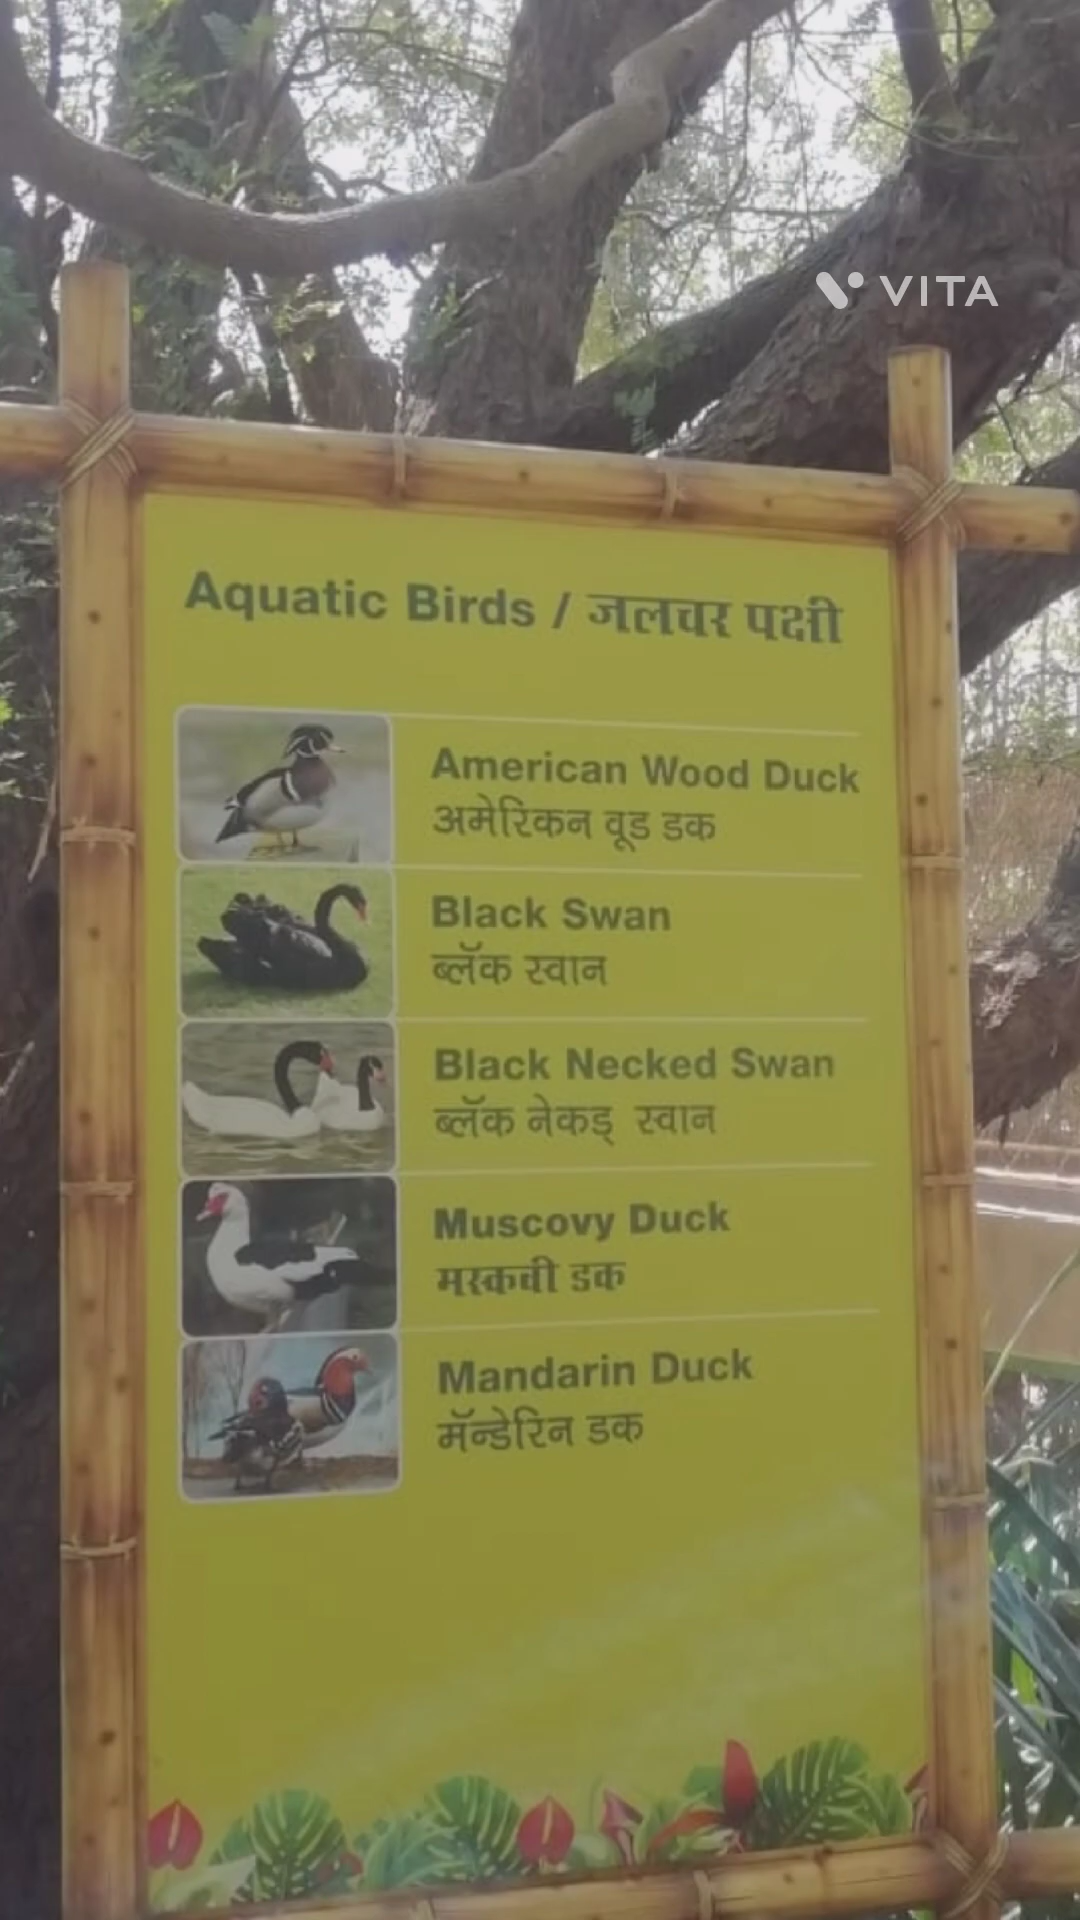 VITA
Aquatic Birds / जलचर पक्षी
American Wood Duck
अमेरिकन वूड डक
Black Swan
ब्लॅक स्वान
Black Necked Swan
ब्लॅक नेकड् स्वान
Muscovy Duck
मस्कवी डक
Mandarin Duck
मॅन्डेरिन डक